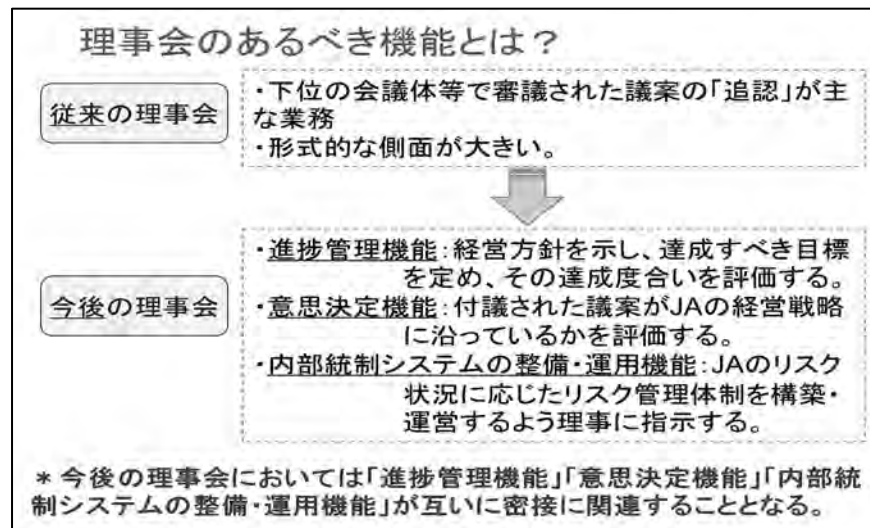 理事会のあるべき機能とは？
従来の理事会
・下位の会議体等で審議された議案の「追認」が主
な業務
・形式的な側面が大きい。
今後の理事会
・進捗管理機能：経営方針を示し、達成すべき目標
を定め、その達成度合いを評価する。
・意思決定機能：付議された議案がJAの経営戦略
に沿っているかを評価する。
・内部統制システムの整備・運用機能：JAのリスク
状況に応じたリスク管理体制を構築・
運営するよう理事に指示する。
＊今後の理事会においては「進捗管理機能」「意思決定機能」「内部統
制システムの整備・運用機能」が互いに密接に関連することとなる。